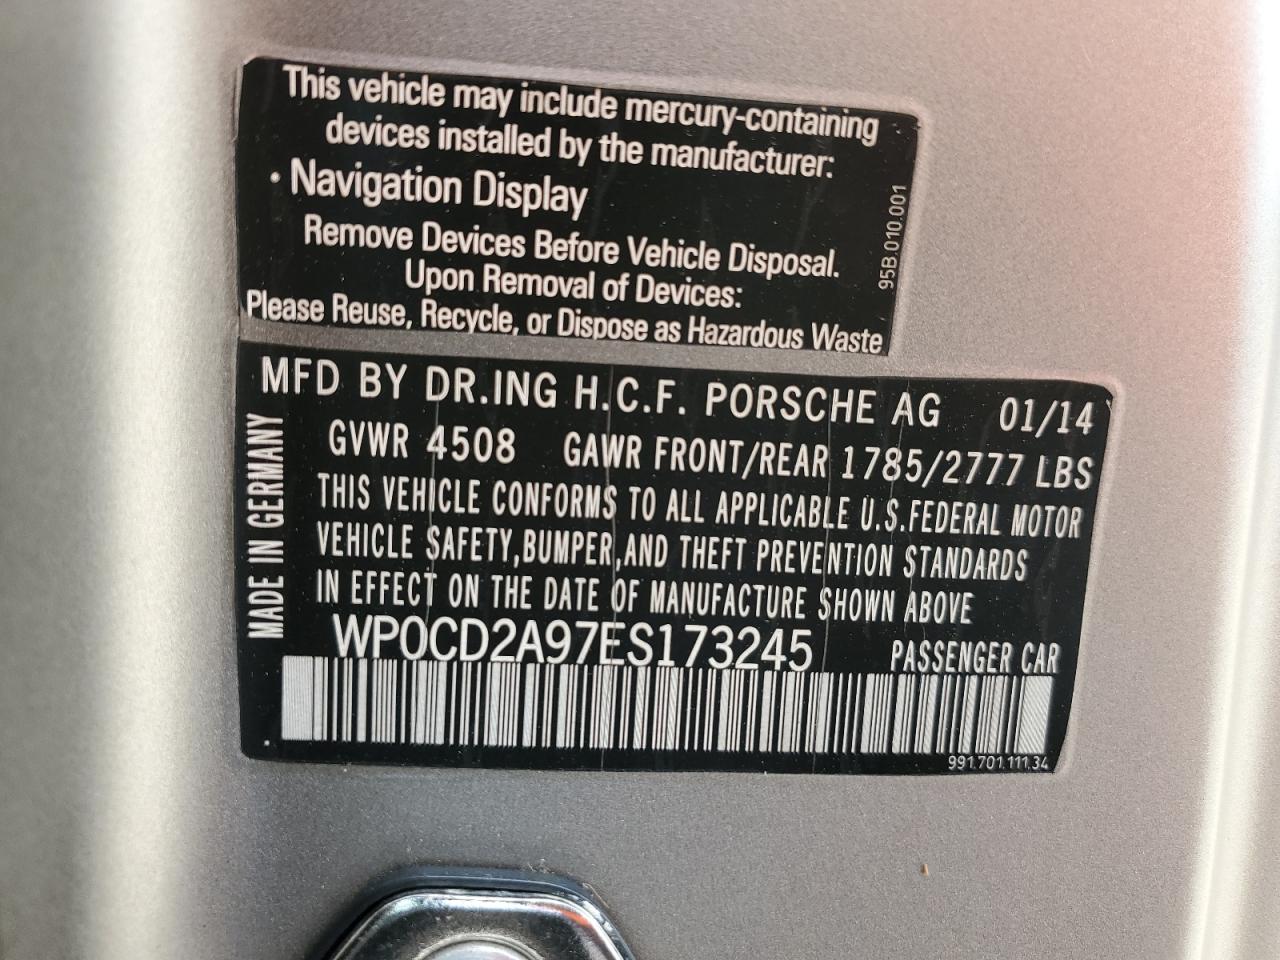 This vehicle may include mercury-containing
devices installed by the manufacturer:
• Navigation Display
Remove Devices Before Vehicle Disposal.
Upon Removal of Devices:
Please Reuse, Recycle, or Dispose as Hazardous Waste
95B.010.001
MFD BY DR.ING H.C.F. PORSCHE AG 01/14
GVWR 4508 GAWR FRONT/REAR 1785/2777 LBS
THIS VEHICLE CONFORMS TO ALL APPLICABLE U.S.FEDERAL MOTOR
VEHICLE SAFETY,BUMPER,AND THEFT PREVENTION STANDARDS
IN EFFECT ON THE DATE OF MANUFACTURE SHOWN ABOVE
MADE IN GERMANY
WP0CD2A97ES173245 PASSENGER CAR
991.701.111.34